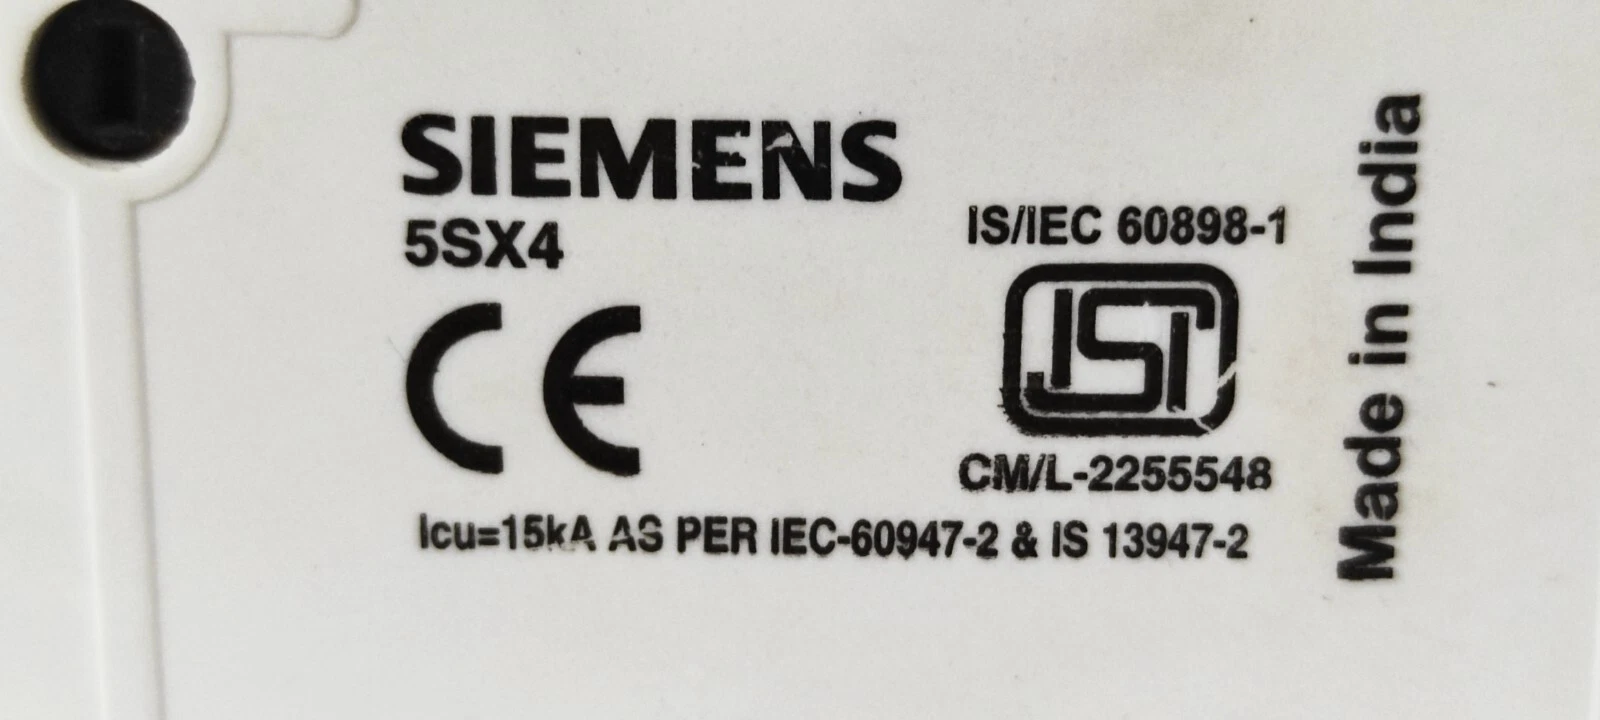 SIEMENS
5SX4
CE
IS/IEC 60898-1
ISI
CM/L-2255548
Icu=15kA AS PER IEC-60947-2 & IS 13947-2
Made in India